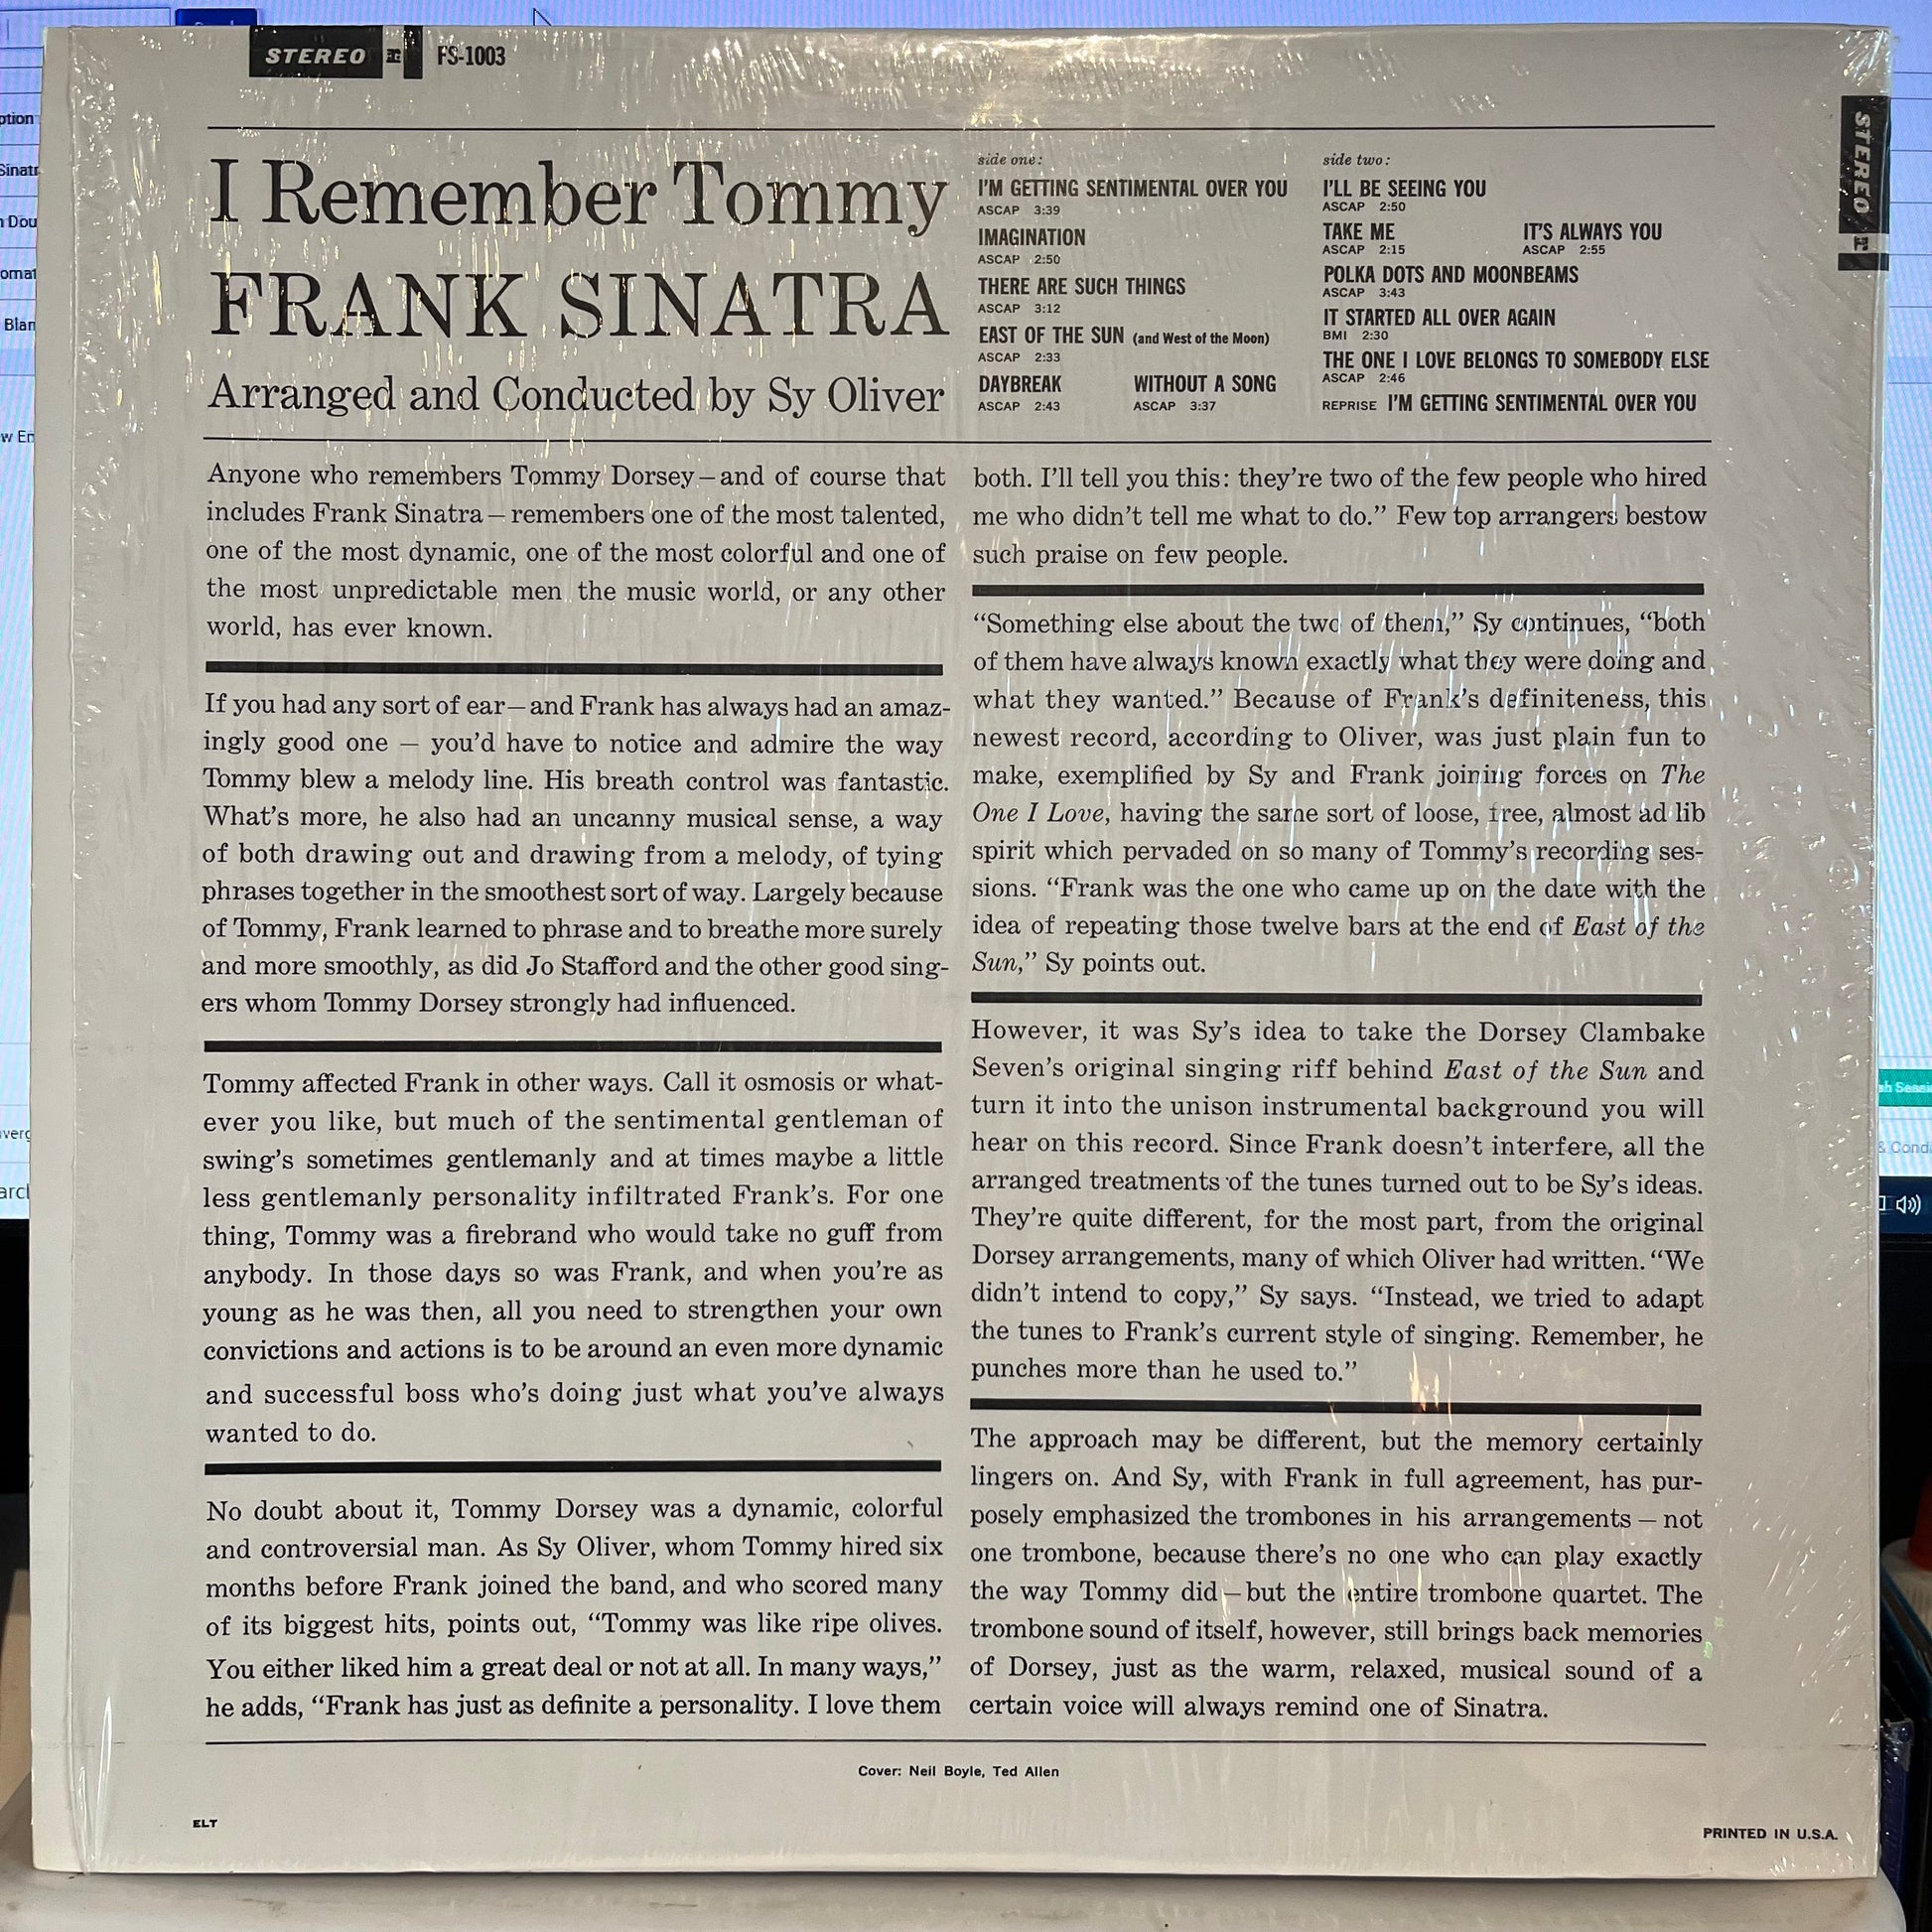 STEREO
FS-1003
STEREO
I Remember Tommy
FRANK SINATRA
Arranged and Conducted by Sy Oliver
side one:
I'M GETTING SENTIMENTAL OVER YOU
ASCAP 3:39
IMAGINATION
ASCAP 2:50
THERE ARE SUCH THINGS
ASCAP 3:12
EAST OF THE SUN (and West of the Moon)
ASCAP 2:33
DAYBREAK
ASCAP 2:43
WITHOUT A SONG
ASCAP 3:37
side two:
I'LL BE SEEING YOU
ASCAP 2:50
TAKE ME
ASCAP 2:15
IT'S ALWAYS YOU
ASCAP 2:55
POLKA DOTS AND MOONBEAMS
ASCAP 3:43
IT STARTED ALL OVER AGAIN
BMI 2:30
THE ONE I LOVE BELONGS TO SOMEBODY ELSE
ASCAP 2:46
REPRISE I'M GETTING SENTIMENTAL OVER YOU
Anyone who remembers Tommy Dorsey—and of course that
includes Frank Sinatra—remembers one of the most talented,
one of the most dynamic, one of the most colorful and one of
the most unpredictable men the music world, or any other
world, has ever known.
If you had any sort of ear—and Frank has always had an amaz-
ingly good one — you'd have to notice and admire the way
Tommy blew a melody line. His breath control was fantastic.
What's more, he also had an uncanny musical sense, a way
of both drawing out and drawing from a melody, of tying
phrases together in the smoothest sort of way. Largely because
of Tommy, Frank learned to phrase and to breathe more surely
and more smoothly, as did Jo Stafford and the other good sing-
ers whom Tommy Dorsey strongly had influenced.
Tommy affected Frank in other ways. Call it osmosis or what-
ever you like, but much of the sentimental gentleman of
swing's sometimes gentlemanly and at times maybe a little
less gentlemanly personality infiltrated Frank's. For one
thing, Tommy was a firebrand who would take no guff from
anybody. In those days so was Frank, and when you're as
young as he was then, all you need to strengthen your own
convictions and actions is to be around an even more dynamic
and successful boss who's doing just what you've always
wanted to do.
No doubt about it, Tommy Dorsey was a dynamic, colorful
and controversial man. As Sy Oliver, whom Tommy hired six
months before Frank joined the band, and who scored many
of its biggest hits, points out, “Tommy was like ripe olives.
You either liked him a great deal or not at all. In many ways,”
he adds, “Frank has just as definite a personality. I love them
both. I'll tell you this: they're two of the few people who hired
me who didn't tell me what to do.” Few top arrangers bestow
such praise on few people.
“Something else about the two of them,” Sy continues, “both
of them have always known exactly what they were doing and
what they wanted.” Because of Frank's definiteness, this
newest record, according to Oliver, was just plain fun to
make, exemplified by Sy and Frank joining forces on The
One I Love, having the same sort of loose, free, almost ad lib
spirit which pervaded on so many of Tommy's recording ses-
sions. “Frank was the one who came up on the date with the
idea of repeating those twelve bars at the end of East of the
Sun,” Sy points out.
However, it was Sy's idea to take the Dorsey Clambake
Seven's original singing riff behind East of the Sun and
turn it into the unison instrumental background you will
hear on this record. Since Frank doesn't interfere, all the
arranged treatments of the tunes turned out to be Sy's ideas.
They're quite different, for the most part, from the original
Dorsey arrangements, many of which Oliver had written. “We
didn't intend to copy,” Sy says. “Instead, we tried to adapt
the tunes to Frank's current style of singing. Remember, he
punches more than he used to.”
The approach may be different, but the memory certainly
lingers on. And Sy, with Frank in full agreement, has pur-
posely emphasized the trombones in his arrangements — not
one trombone, because there's no one who can play exactly
the way Tommy did—but the entire trombone quartet. The
trombone sound of itself, however, still brings back memories
of Dorsey, just as the warm, relaxed, musical sound of a
certain voice will always remind one of Sinatra.
Cover: Neil Boyle, Ted Allen
ELT
PRINTED IN U.S.A.